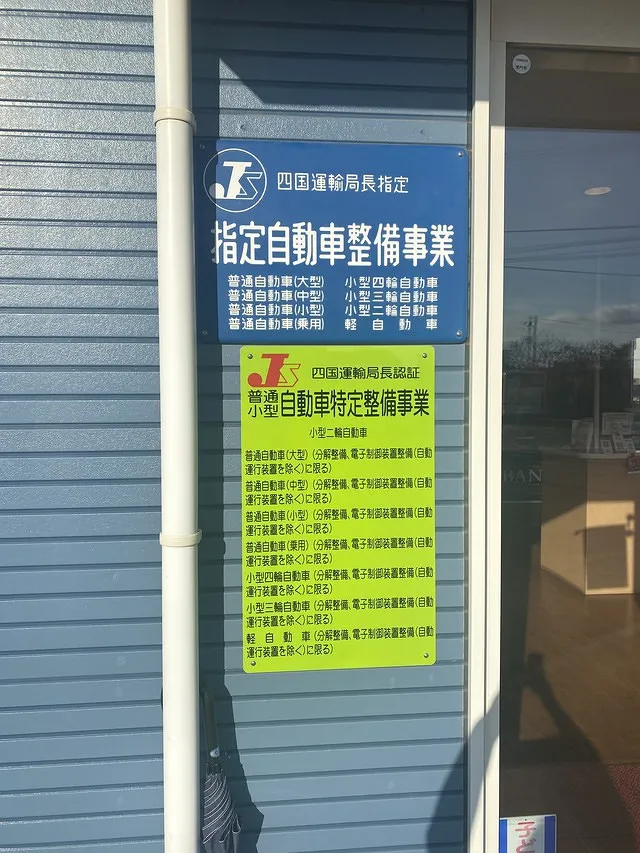 JS 四国運輸局長指定
指定自動車整備事業
普通自動車(大型) 小型四輪自動車
普通自動車(中型) 小型三輪自動車
普通自動車(小型) 小型二輪自動車
普通自動車(乗用) 軽自動車
JS 四国運輸局長認証
普通小型 自動車特定整備事業
小型二輪自動車
普通自動車(大型)(分解整備、電子制御装置整備(自動
運行装置を除く)に限る)
普通自動車(中型)(分解整備、電子制御装置整備(自動
運行装置を除く)に限る)
普通自動車(小型)(分解整備、電子制御装置整備(自動
運行装置を除く)に限る)
普通自動車(乗用)(分解整備、電子制御装置整備(自動
運行装置を除く)に限る)
小型四輪自動車(分解整備、電子制御装置整備(自動
運行装置を除く)に限る)
小型三輪自動車(分解整備、電子制御装置整備(自動
運行装置を除く)に限る)
軽自動車(分解整備、電子制御装置整備(自動
運行装置を除く)に限る)